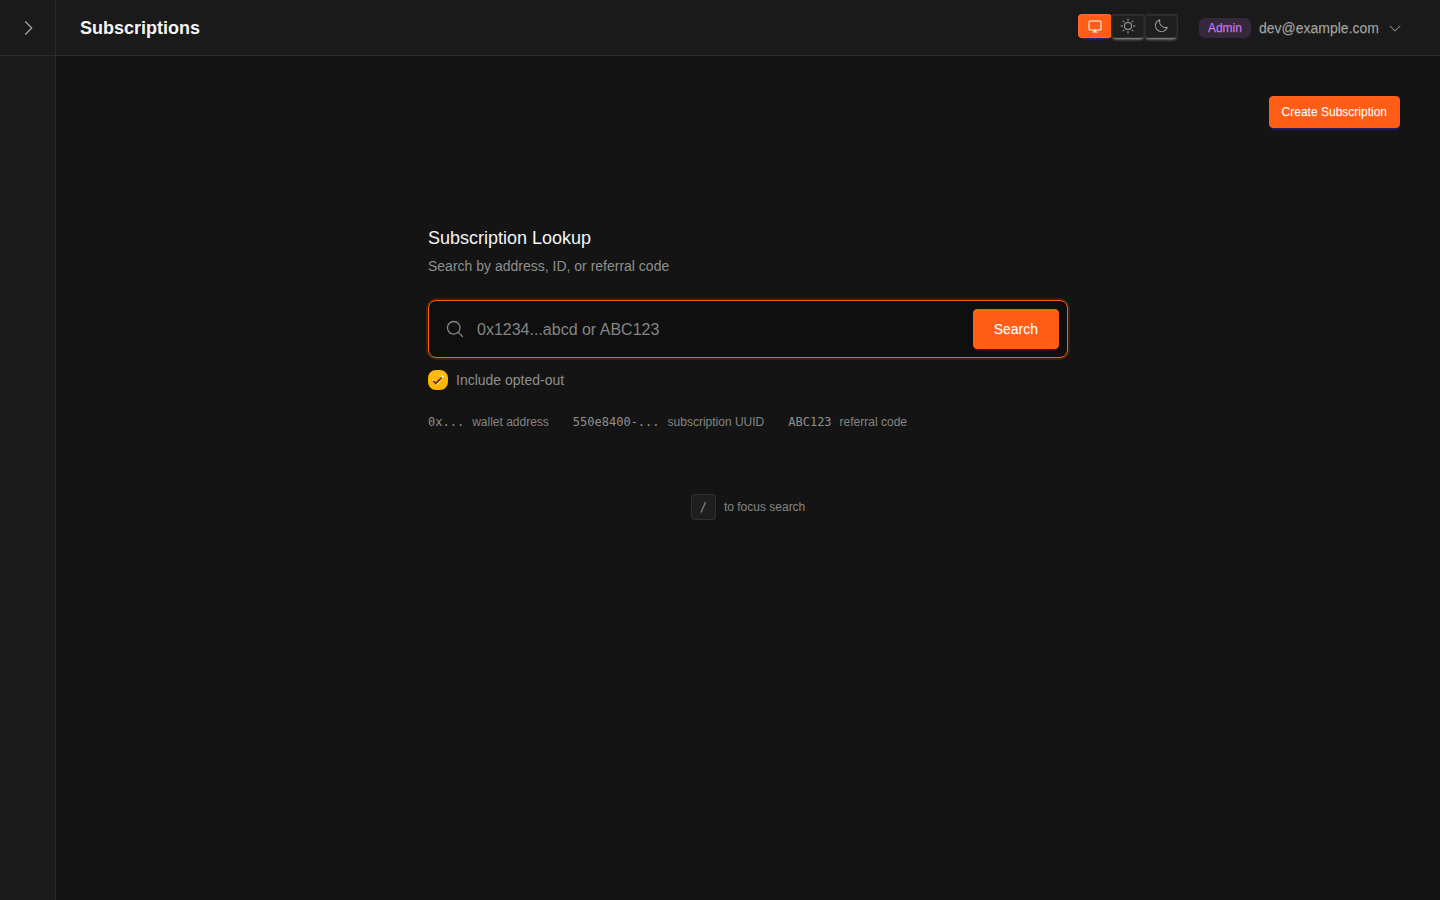 Subscriptions
Admin dev@example.com
Create Subscription
Subscription Lookup
Search by address, ID, or referral code
0x1234...abcd or ABC123 Search
Include opted-out
0x... wallet address 550e8400-... subscription UUID ABC123 referral code
/ to focus search